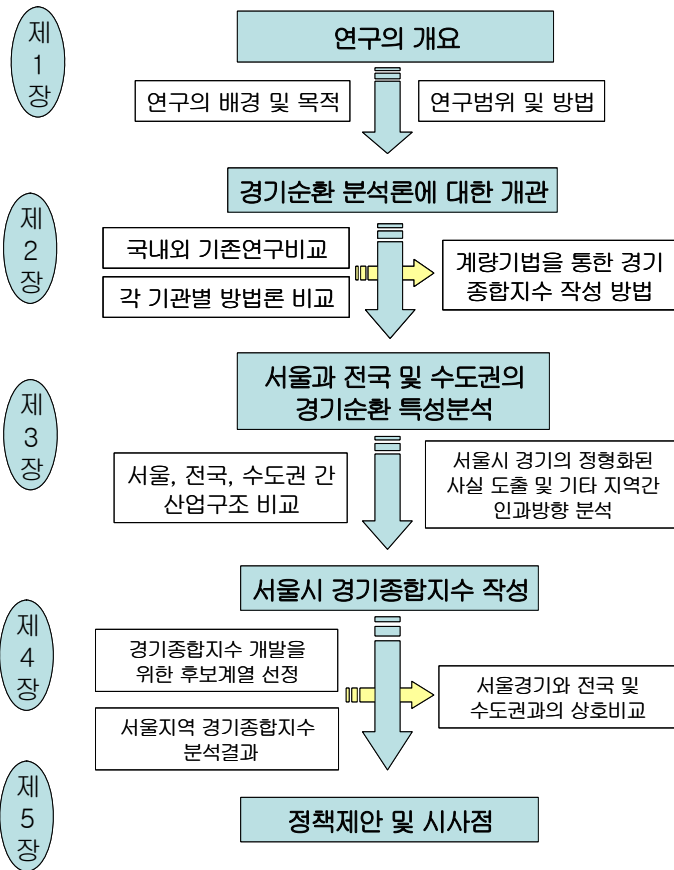 제
1
장
연구의 개요
연구의 배경 및 목적
연구범위 및 방법
제
2
장
경기순환 분석론에 대한 개관
국내외 기존연구비교
각 기관별 방법론 비교
계량기법을 통한 경기
종합지수 작성 방법
제
3
장
서울과 전국 및 수도권의
경기순환 특성분석
서울, 전국, 수도권 간
산업구조 비교
서울시 경기의 정형화된
사실 도출 및 기타 지역간
인과방향 분석
제
4
장
서울시 경기종합지수 작성
경기종합지수 개발을
위한 후보계열 선정
서울지역 경기종합지수
분석결과
서울경기와 전국 및
수도권과의 상호비교
제
5
장
정책제안 및 시사점